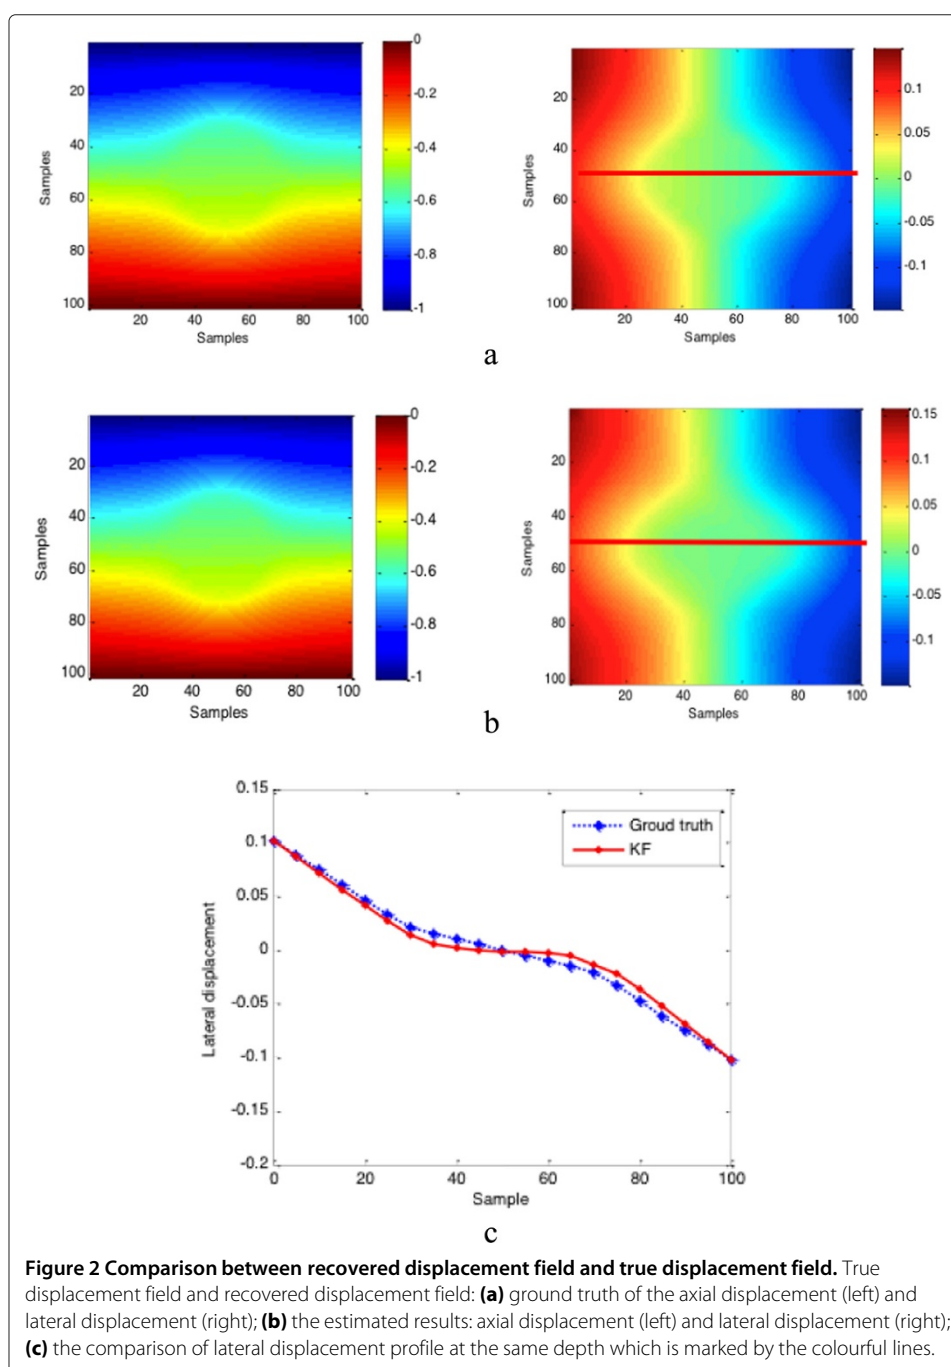 0
20
-0.2
40
-0.4
Samples
60
-0.6
80
-0.8
100
-1
20 40 60 80 100
Samples
20
0.1
40
0.05
Samples
0
60
-0.05
80
-0.1
100
20 40 60 80 100
Samples
a
0
20
-0.2
40
-0.4
Samples
60
-0.6
80
-0.8
100
-1
20 40 60 80 100
Samples
0.15
20
0.1
40
0.05
Samples
0
60
-0.05
80
-0.1
100
20 40 60 80 100
Samples
b
0.15
0.1
0.05
0
-0.05
-0.1
-0.15
-0.2
Lateral displacement
Groud truth
KF
0 20 40 60 80 100
Sample
c
Figure 2 Comparison between recovered displacement field and true displacement field. True
displacement field and recovered displacement field: (a) ground truth of the axial displacement (left) and
lateral displacement (right); (b) the estimated results: axial displacement (left) and lateral displacement (right);
(c) the comparison of lateral displacement profile at the same depth which is marked by the colourful lines.